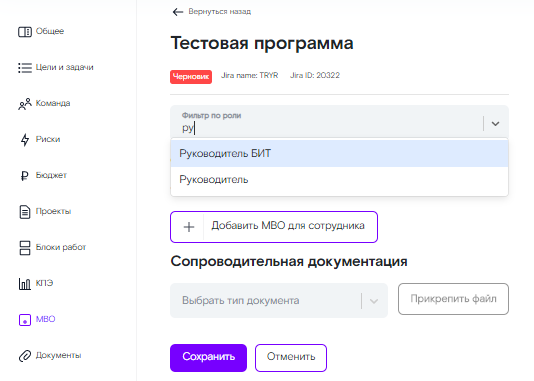 Общее
Цели и задачи
Команда
Риски
Бюджет
Проекты
Блоки работ
КПЭ
МВО
Документы
Вернуться назад
Тестовая программа
Черновик Jira name: TRYR Jira ID: 20322
Фильтр по роли
ру
Руководитель БИТ
Руководитель
Добавить МВО для сотрудника
Сопроводительная документация
Выбрать тип документа
Прикрепить файл
Сохранить
Отменить